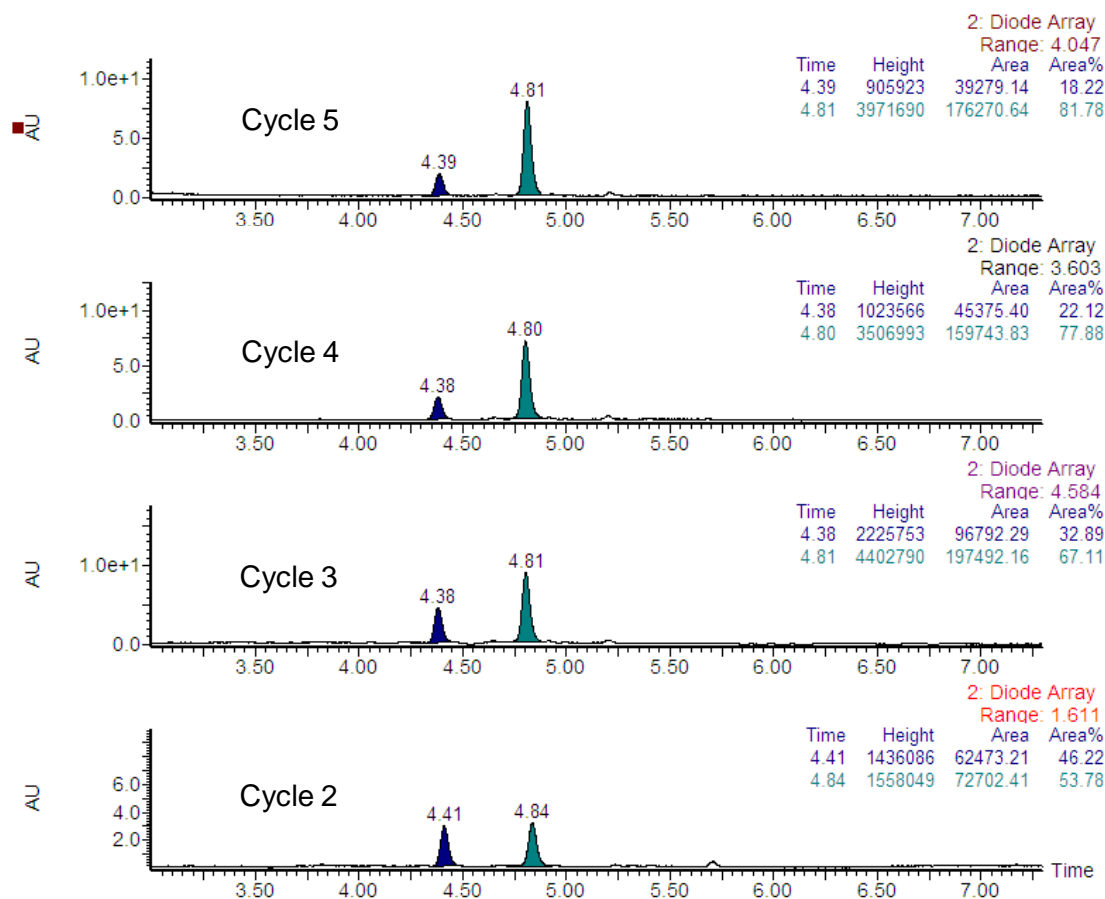 2: Diode Array
Range: 4.047
Time Height Area Area%
4.39 905923 39279.14 18.22
4.81 3971690 176270.64 81.78
AU
1.0e+1
5.0
0.0
Cycle 5
4.39
4.81
3.50 4.00 4.50 5.00 5.50 6.00 6.50 7.00
2: Diode Array
Range: 3.603
Time Height Area Area%
4.38 1023566 45375.40 22.12
4.80 3506993 159743.83 77.88
AU
1.0e+1
5.0
0.0
Cycle 4
4.38
4.80
3.50 4.00 4.50 5.00 5.50 6.00 6.50 7.00
2: Diode Array
Range: 4.584
Time Height Area Area%
4.38 2225753 96792.29 32.89
4.81 4402790 197492.16 67.11
AU
1.0e+1
0.0
Cycle 3
4.38
4.81
3.50 4.00 4.50 5.00 5.50 6.00 6.50 7.00
2: Diode Array
Range: 1.611
Time Height Area Area%
4.41 1436086 62473.21 46.22
4.84 1558049 72702.41 53.78
AU
6.0
4.0
2.0
Cycle 2
4.41
4.84
Time
3.50 4.00 4.50 5.00 5.50 6.00 6.50 7.00